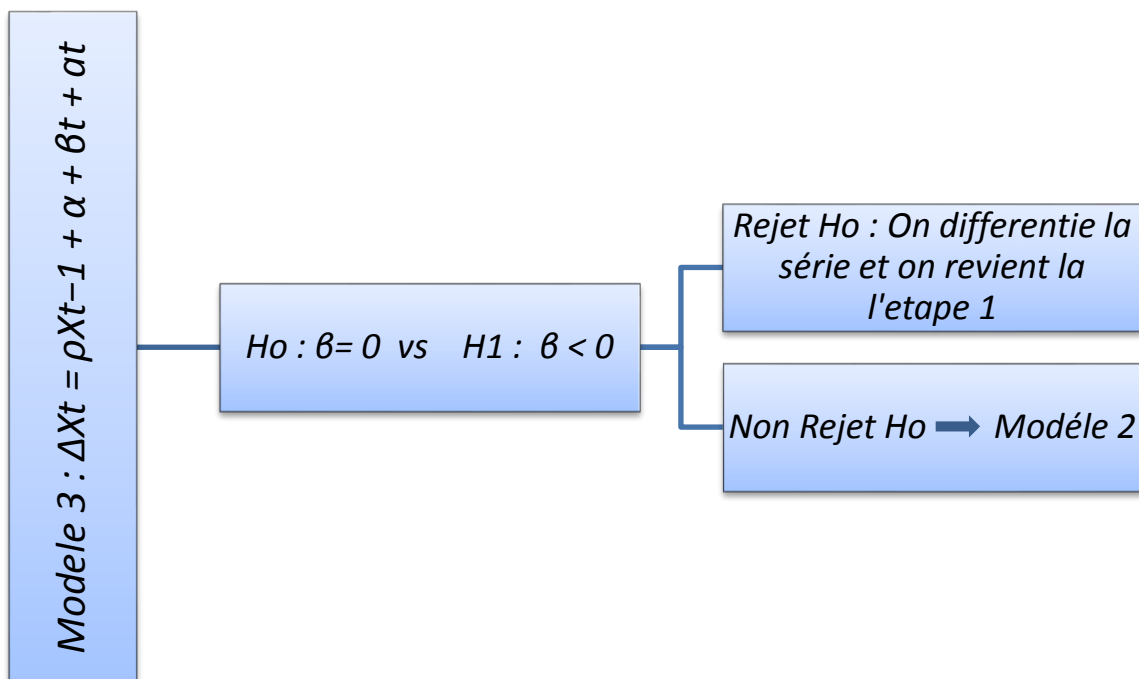 Modele 3 : ΔXt = ρXt−1 + α + βt + at
Ho : β= 0 vs H1 : β < 0
Rejet Ho : On differentie la
série et on revient la
l'etape 1
Non Rejet Ho ➡ Modéle 2